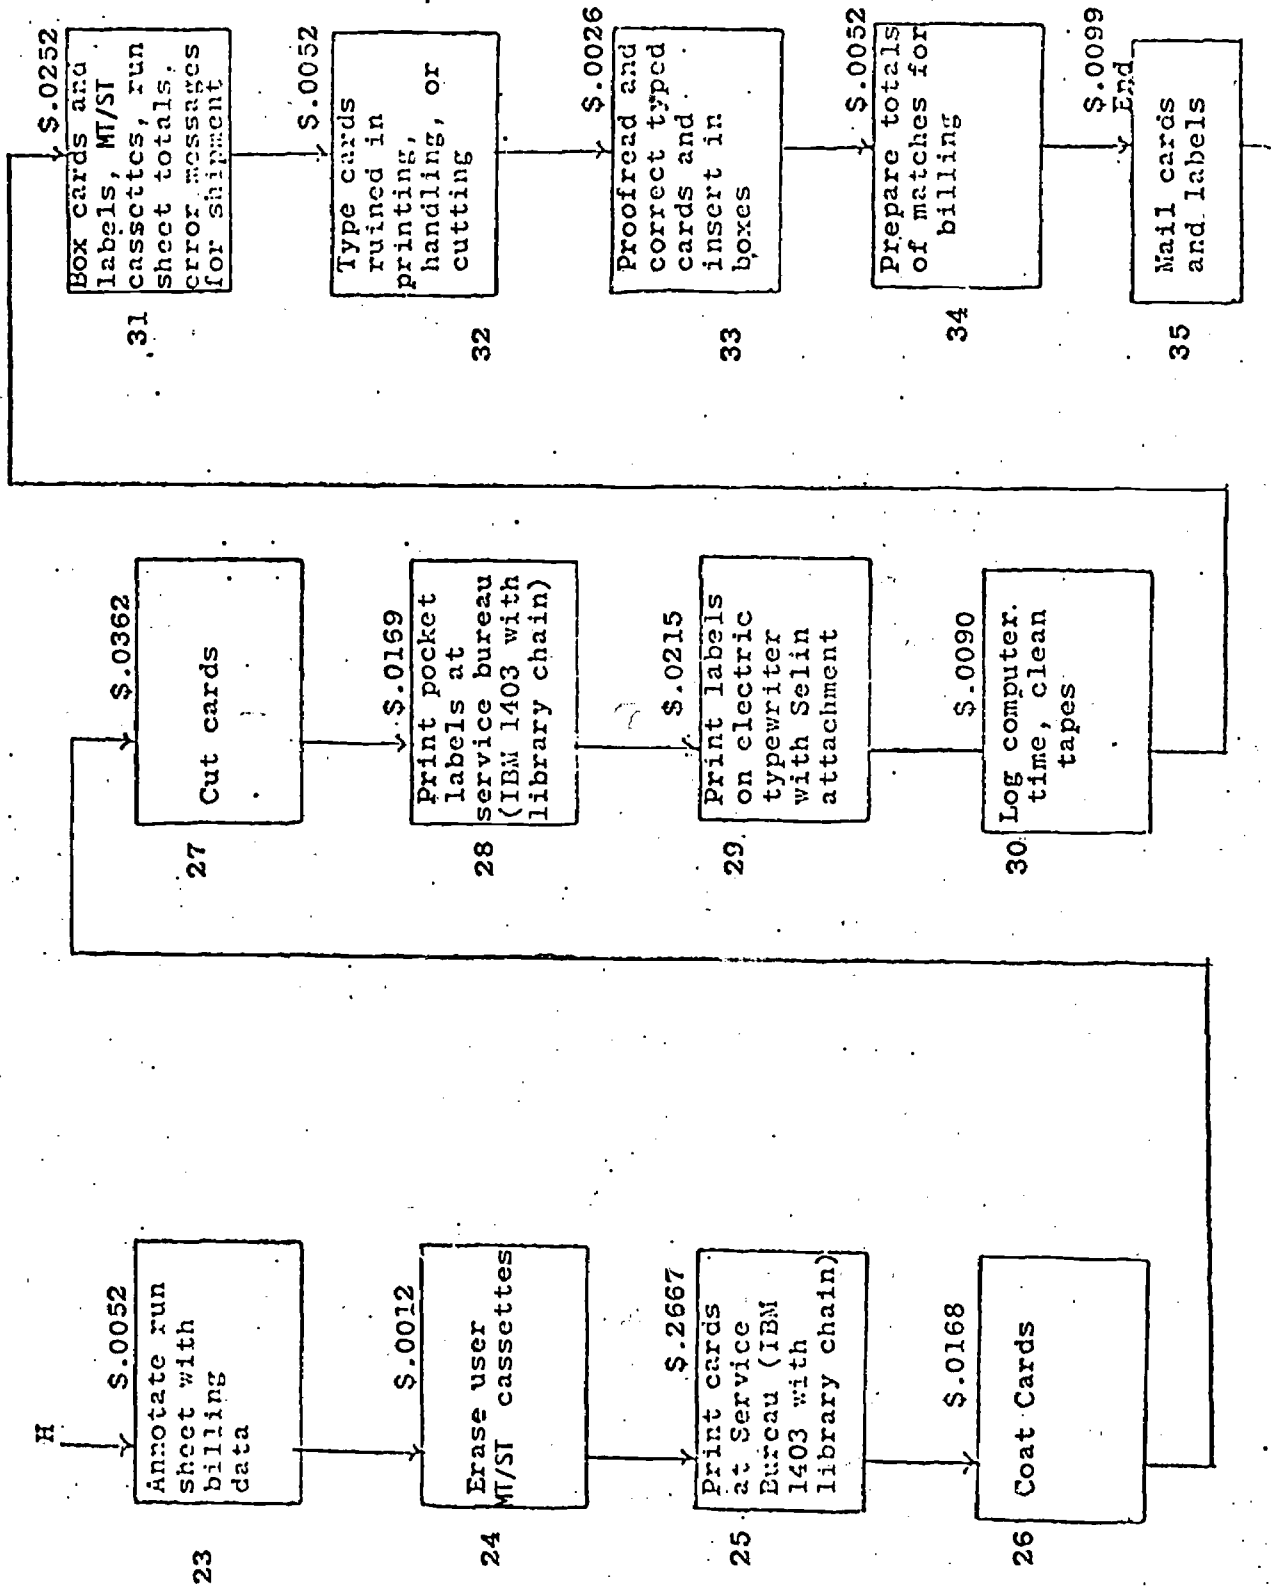 H
$.0052
Annotate run
sheet with
billing
data
23
$.0012
Erase user
MT/ST cassettes
24
$.2667
Print cards
at Service
Bureau (IBM
1403 with
library chain)
25
$.0168
Coat Cards
26
$.0362
Cut cards
27
$.0169
Print pocket
labels at
service bureau
(IBM 1403 with
library chain)
28
$.0215
Print labels
on electric
typewriter
with Selin
attachment
29
$.0090
Log computer.
time, clean
tapes
30
$.0252
Box cards and
labels, MT/ST
cassettes, run
sheet totals,
error messages
for shipment
31
$.0052
Type cards
ruined in
printing,
handling, or
cutting
32
$.0026
Proofread and
correct typed
cards and
insert in
boxes
33
$.0052
Prepare totals
of matches for
billing
34
$.0099
End
Mail cards
and labels
35